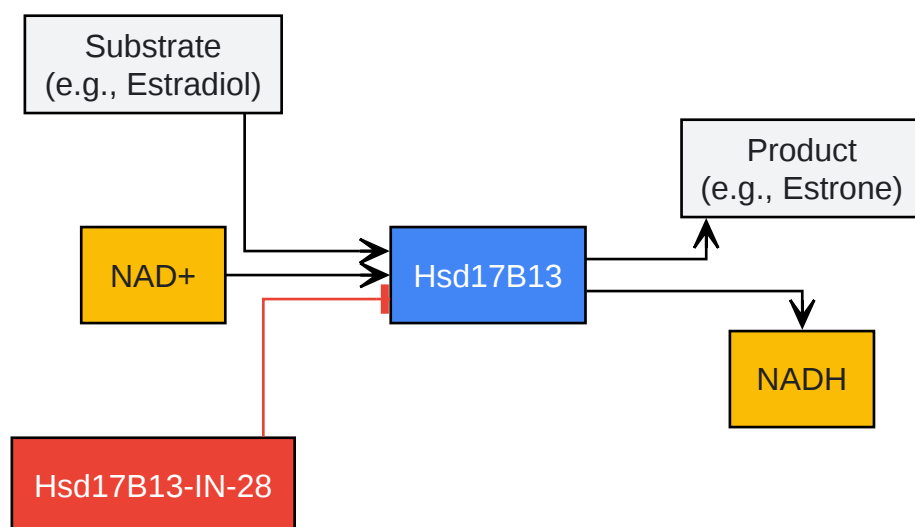 Substrate
(e.g., Estradiol)
Product
(e.g., Estrone)
NAD+
Hsd17B13
NADH
Hsd17B13-IN-28